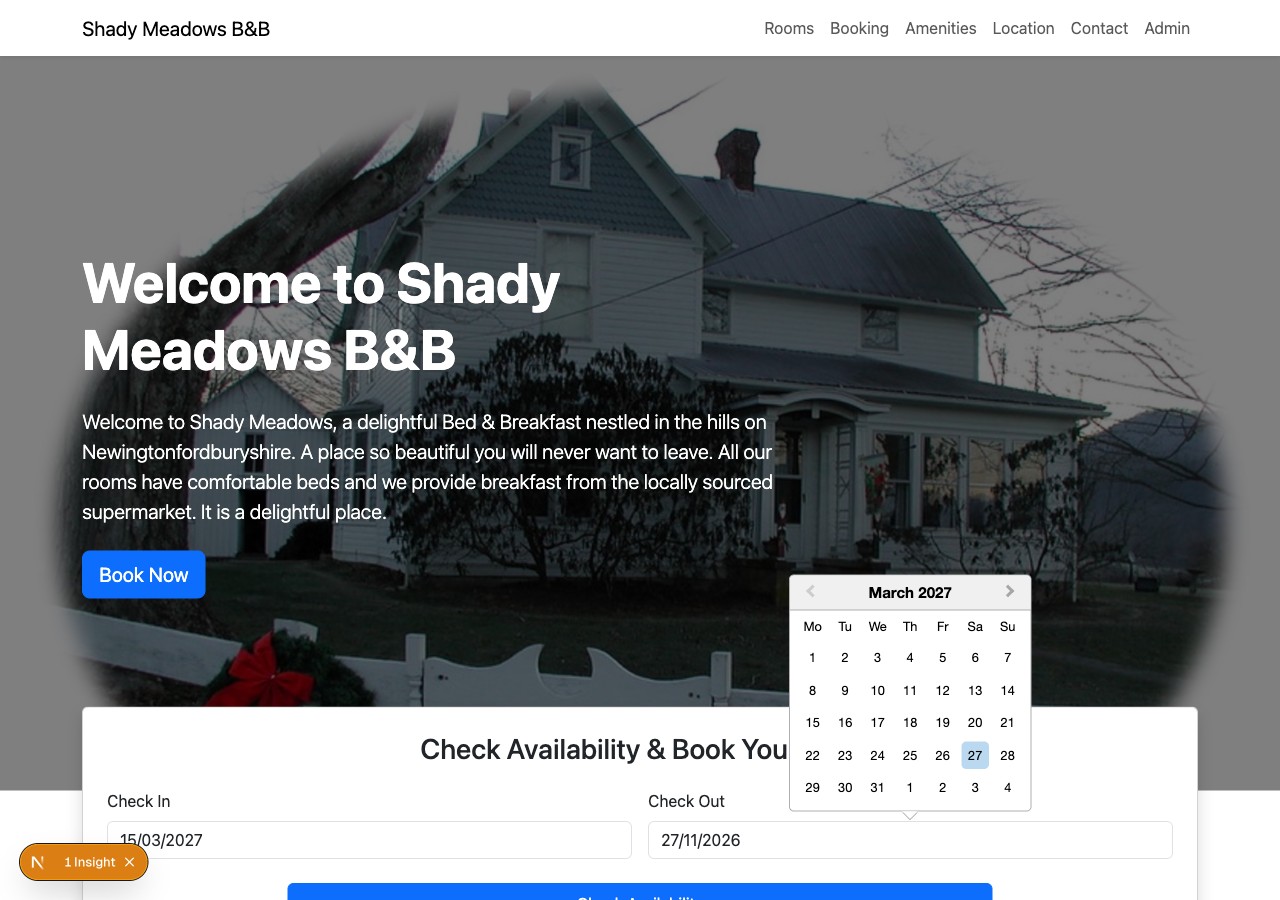 Shady Meadows B&B
Rooms Booking Amenities Location Contact Admin
Welcome to Shady
Meadows B&B
Welcome to Shady Meadows, a delightful Bed & Breakfast nestled in the hills on
Newingtonfordburyshire. A place so beautiful you will never want to leave. All our
rooms have comfortable beds and we provide breakfast from the locally sourced
supermarket. It is a delightful place.
Book Now
March 2027
Mo Tu We Th Fr Sa Su
1 2 3 4 5 6 7
8 9 10 11 12 13 14
15 16 17 18 19 20 21
22 23 24 25 26 27 28
29 30 31 1 2 3 4
Check Availability & Book You
Check In
Check Out
15/03/2027
27/11/2026
1 Insight
Check Availability